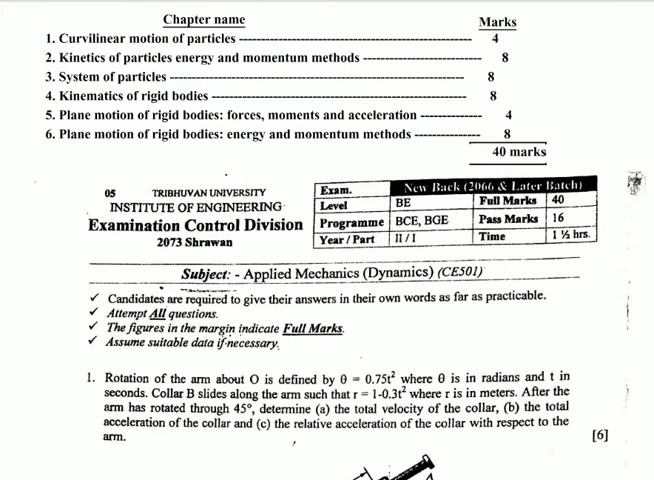 Chapter name Marks
1. Curvilinear motion of particles ---------------------------------------------- 4
2. Kinetics of particles energy and momentum methods ----------------------- 8
3. System of particles ---------------------------------------------------------- 8
4. Kinematics of rigid bodies --------------------------------------------------- 8
5. Plane motion of rigid bodies: forces, moments and acceleration ------------ 4
6. Plane motion of rigid bodies: energy and momentum methods ------------- 8
40 marks
05 TRIBHUVAN UNIVERSITY
INSTITUTE OF ENGINEERING
Examination Control Division
2073 Shrawan
Exam. New Back (2066 & Later Batch)
Level BE Full Marks 40
Programme BCE, BGE Pass Marks 16
Year / Part II / I Time 1 ½ hrs.
Subject: - Applied Mechanics (Dynamics) (CE501)
✓ Candidates are required to give their answers in their own words as far as practicable.
✓ Attempt All questions.
✓ The figures in the margin indicate Full Marks.
✓ Assume suitable data if necessary.
1. Rotation of the arm about O is defined by θ = 0.75t² where θ is in radians and t in
seconds. Collar B slides along the arm such that r = 1-0.3t² where r is in meters. After the
arm has rotated through 45°, determine (a) the total velocity of the collar, (b) the total
acceleration of the collar and (c) the relative acceleration of the collar with respect to the
arm. [6]